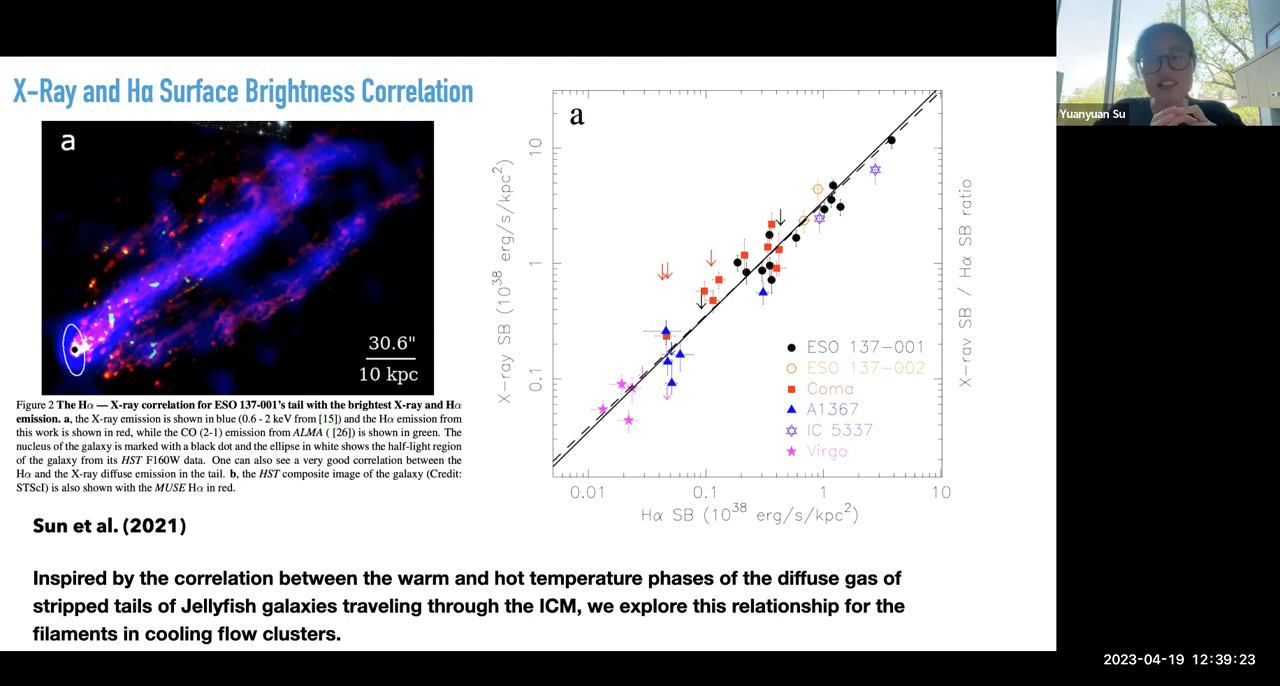 X-Ray and Hα Surface Brightness Correlation
a
30.6"
10 kpc
Figure 2 The Hα — X-ray correlation for ESO 137-001's tail with the brightest X-ray and Hα
emission. a, the X-ray emission is shown in blue (0.6 - 2 keV from [15]) and the Hα emission from
this work is shown in red, while the CO (2-1) emission from ALMA ( [26]) is shown in green. The
nucleus of the galaxy is marked with a black dot and the ellipse in white shows the half-light region
of the galaxy from its HST F160W data. One can also see a very good correlation between the
Hα and the X-ray diffuse emission in the tail. b, the HST composite image of the galaxy (Credit:
STScI) is also shown with the MUSE Hα in red.
Sun et al. (2021)
a
X-ray SB (10^38 erg/s/kpc^2)
10
1
0.1
ESO 137-001
ESO 137-002
Coma
A1367
IC 5337
Virgo
0.01
0.1
1
10
Hα SB (10^38 erg/s/kpc^2)
X-ray SB / Hα SB ratio
Inspired by the correlation between the warm and hot temperature phases of the diffuse gas of
stripped tails of Jellyfish galaxies traveling through the ICM, we explore this relationship for the
filaments in cooling flow clusters.
Yuanyuan Su
2023-04-19 12:39:23